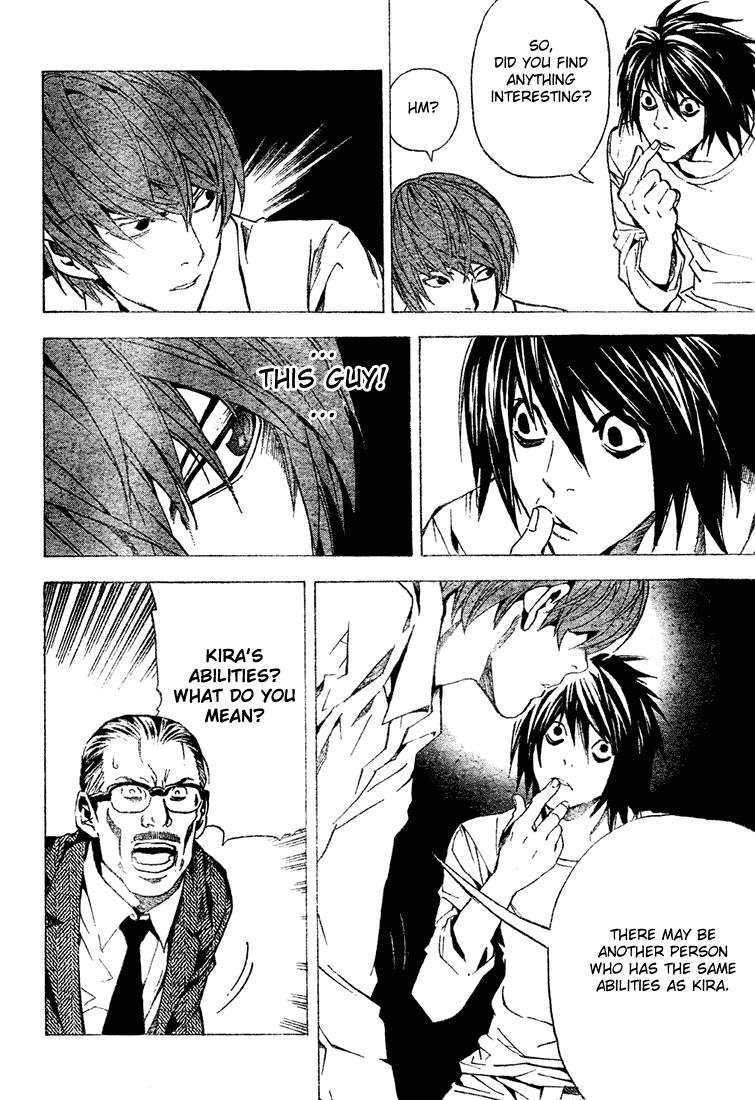 SO,
DID YOU FIND
ANYTHING
INTERESTING?
HM?
...
THIS GUY!
...
THERE MAY BE
ANOTHER PERSON
WHO HAS THE SAME
ABILITIES AS KIRA.
KIRA'S
ABILITIES?
WHAT DO YOU
MEAN?